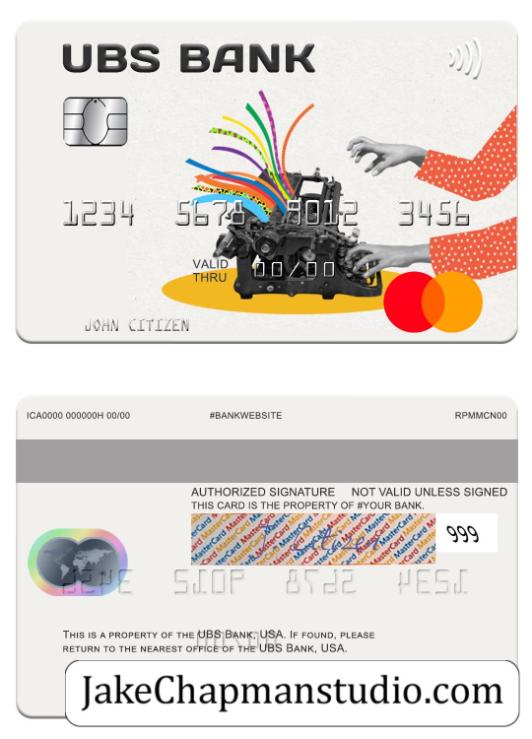 UBS BANK
1234 5678 9012 3456
VALID
THRU 00/00
JOHN CITIZEN
ICA0000 000000H 00/00 #BANKWEBSITE RPMMCN00
AUTHORIZED SIGNATURE NOT VALID UNLESS SIGNED
THIS CARD IS THE PROPERTY OF #YOUR BANK.
999
THIS IS A PROPERTY OF THE UBS BANK, USA. IF FOUND, PLEASE
RETURN TO THE NEAREST OFFICE OF THE UBS BANK, USA.
JakeChapmanstudio.com